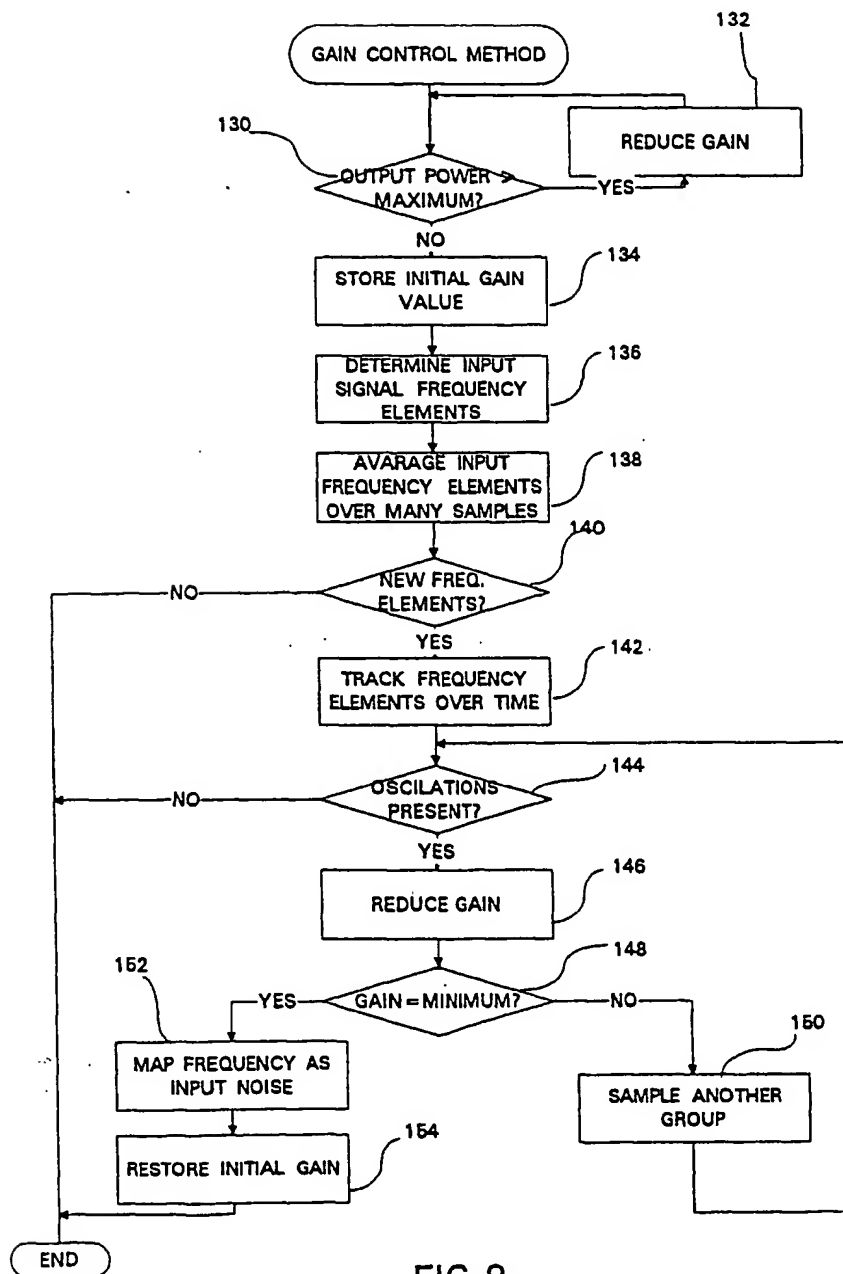 GAIN CONTROL METHOD
132
REDUCE GAIN
130
OUTPUT POWER >
MAXIMUM?
YES
NO
134
STORE INITIAL GAIN
VALUE
136
DETERMINE INPUT
SIGNAL FREQUENCY
ELEMENTS
138
AVARAGE INPUT
FREQUENCY ELEMENTS
OVER MANY SAMPLES
140
NEW FREQ.
ELEMENTS?
NO
YES
142
TRACK FREQUENCY
ELEMENTS OVER TIME
144
OSCILATIONS
PRESENT?
NO
YES
146
REDUCE GAIN
148
GAIN = MINIMUM?
YES
NO
152
MAP FREQUENCY AS
INPUT NOISE
150
SAMPLE ANOTHER
GROUP
154
RESTORE INITIAL GAIN
END